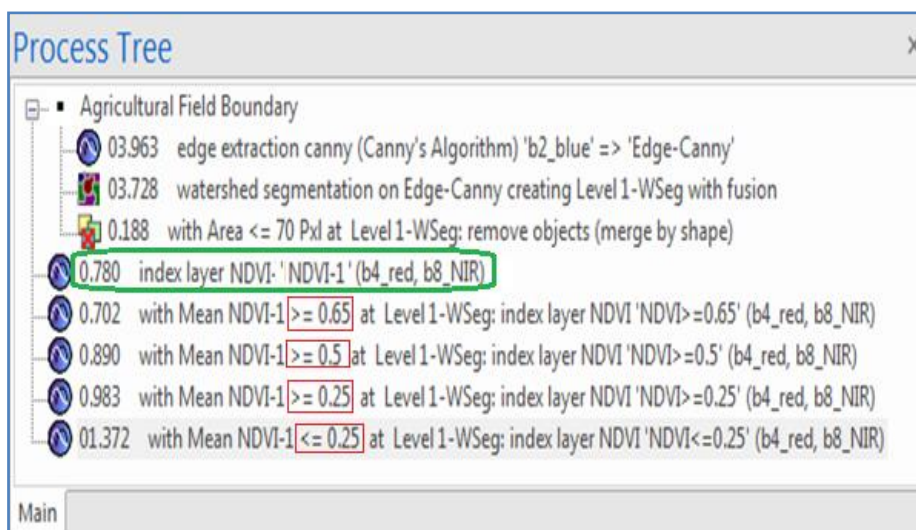 Process Tree
Agricultural Field Boundary
03.963 edge extraction canny (Canny's Algorithm) 'b2_blue' => 'Edge-Canny'
03.728 watershed segmentation on Edge-Canny creating Level 1-WSeg with fusion
0.188 with Area <= 70 Pxl at Level 1-WSeg: remove objects (merge by shape)
0.780 index layer NDVI- 'NDVI-1' (b4_red, b8_NIR)
0.702 with Mean NDVI-1 >= 0.65 at Level 1-WSeg: index layer NDVI 'NDVI>=0.65' (b4_red, b8_NIR)
0.890 with Mean NDVI-1 >= 0.5 at Level 1-WSeg: index layer NDVI 'NDVI>=0.5' (b4_red, b8_NIR)
0.983 with Mean NDVI-1 >= 0.25 at Level 1-WSeg: index layer NDVI 'NDVI>=0.25' (b4_red, b8_NIR)
01.372 with Mean NDVI-1 <= 0.25 at Level 1-WSeg: index layer NDVI 'NDVI<=0.25' (b4_red, b8_NIR)
Main